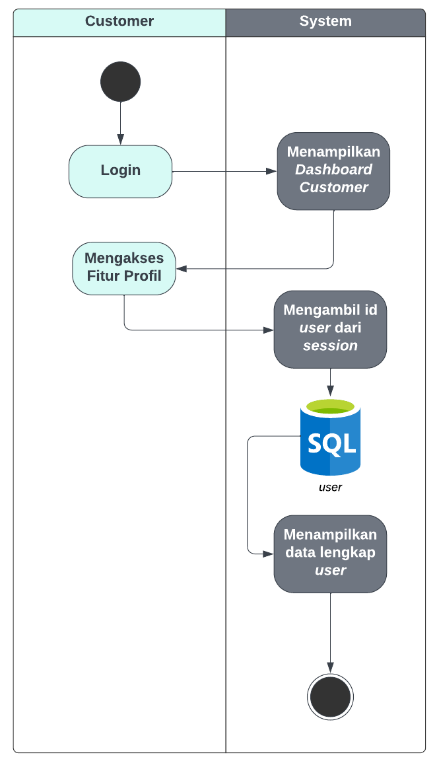 Customer
System
Login
Menampilkan
Dashboard
Customer
Mengakses
Fitur Profil
Mengambil id
user dari
session
SQL
user
Menampilkan
data lengkap
user